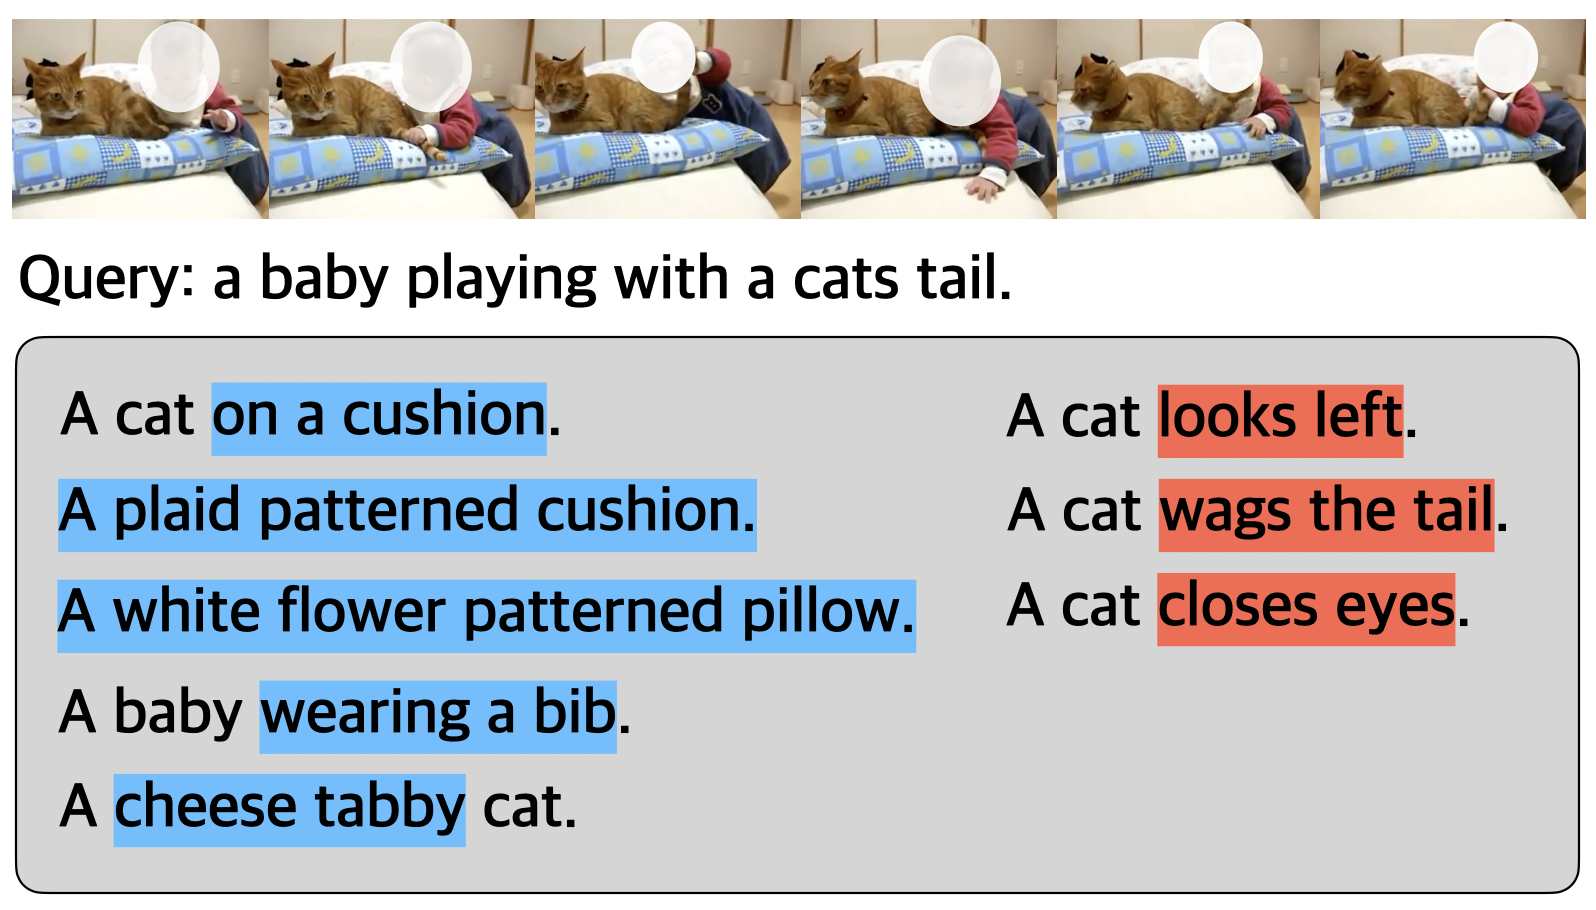 Query: a baby playing with a cats tail.
A cat on a cushion.
A plaid patterned cushion.
A white flower patterned pillow.
A baby wearing a bib.
A cheese tabby cat.
A cat looks left.
A cat wags the tail.
A cat closes eyes.